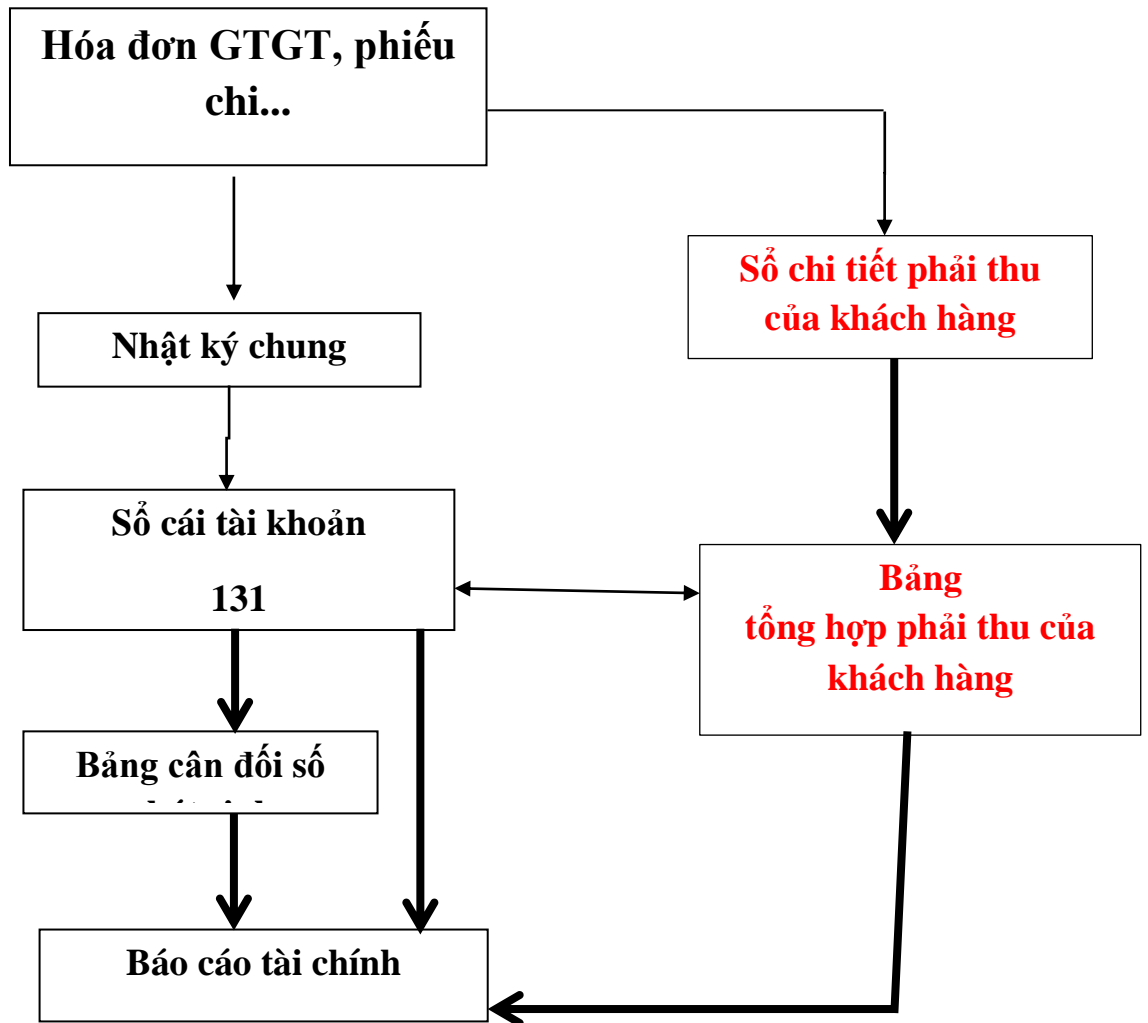 Hóa đơn GTGT, phiếu
chi...
Sổ chi tiết phải thu
của khách hàng
Nhật ký chung
Sổ cái tài khoản
131
Bảng
tổng hợp phải thu của
khách hàng
Bảng cân đối số
Báo cáo tài chính